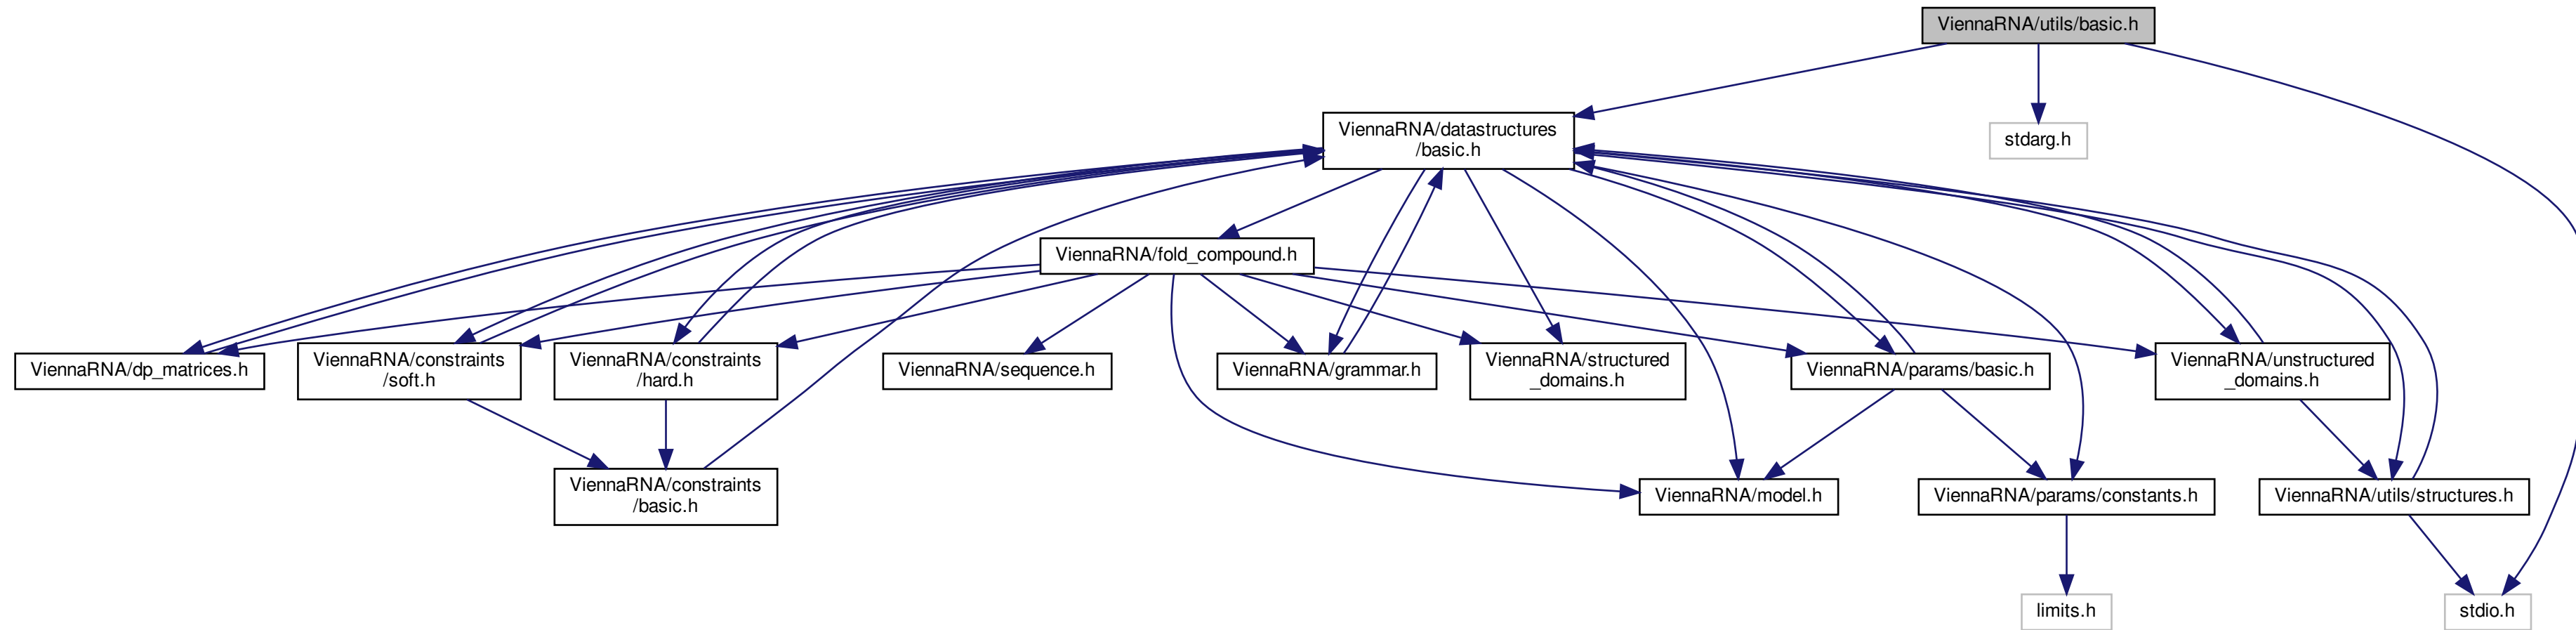 ViennaRNA/utils/basic.h
ViennaRNA/datastructures
/basic.h
stdarg.h
ViennaRNA/fold_compound.h
ViennaRNA/dp_matrices.h
ViennaRNA/constraints
/soft.h
ViennaRNA/constraints
/hard.h
ViennaRNA/sequence.h
ViennaRNA/grammar.h
ViennaRNA/structured
_domains.h
ViennaRNA/params/basic.h
ViennaRNA/unstructured
_domains.h
ViennaRNA/constraints
/basic.h
ViennaRNA/model.h
ViennaRNA/params/constants.h
ViennaRNA/utils/structures.h
limits.h
stdio.h